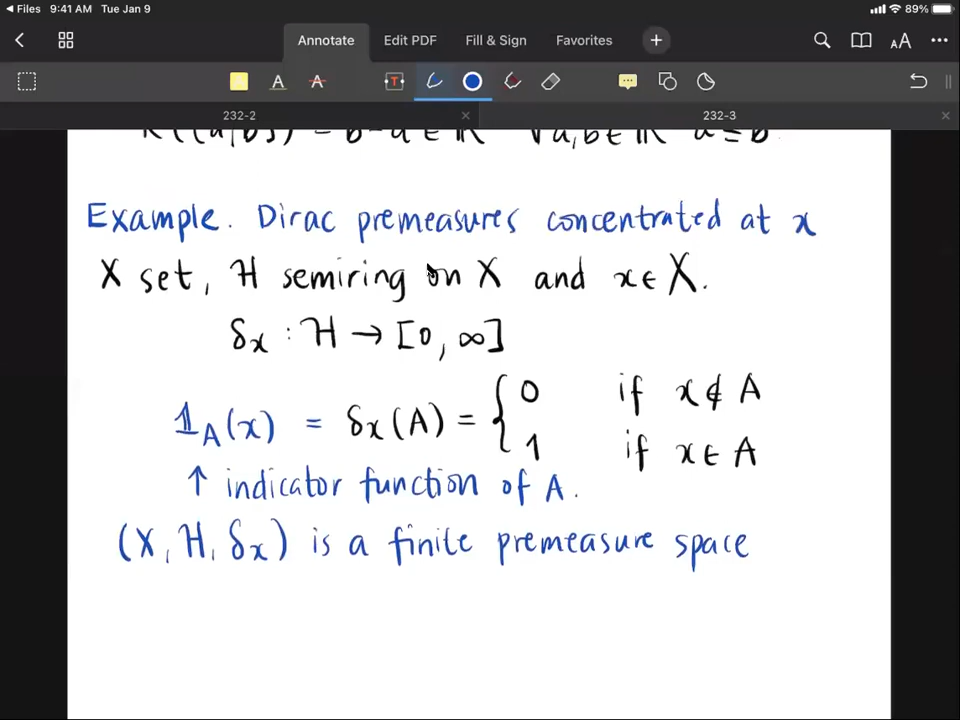 Files 9:41 AM Tue Jan 9 89%
Annotate Edit PDF Fill & Sign Favorites
232-2 232-3
Example. Dirac premeasures concentrated at x
X set, H semiring on X and x ∈ X.
δx : H → [0, ∞]
𝟙A(x) = δx(A) = { 0 if x ∉ A
1 if x ∈ A
↑ indicator function of A.
(X, H, δx) is a finite premeasure space